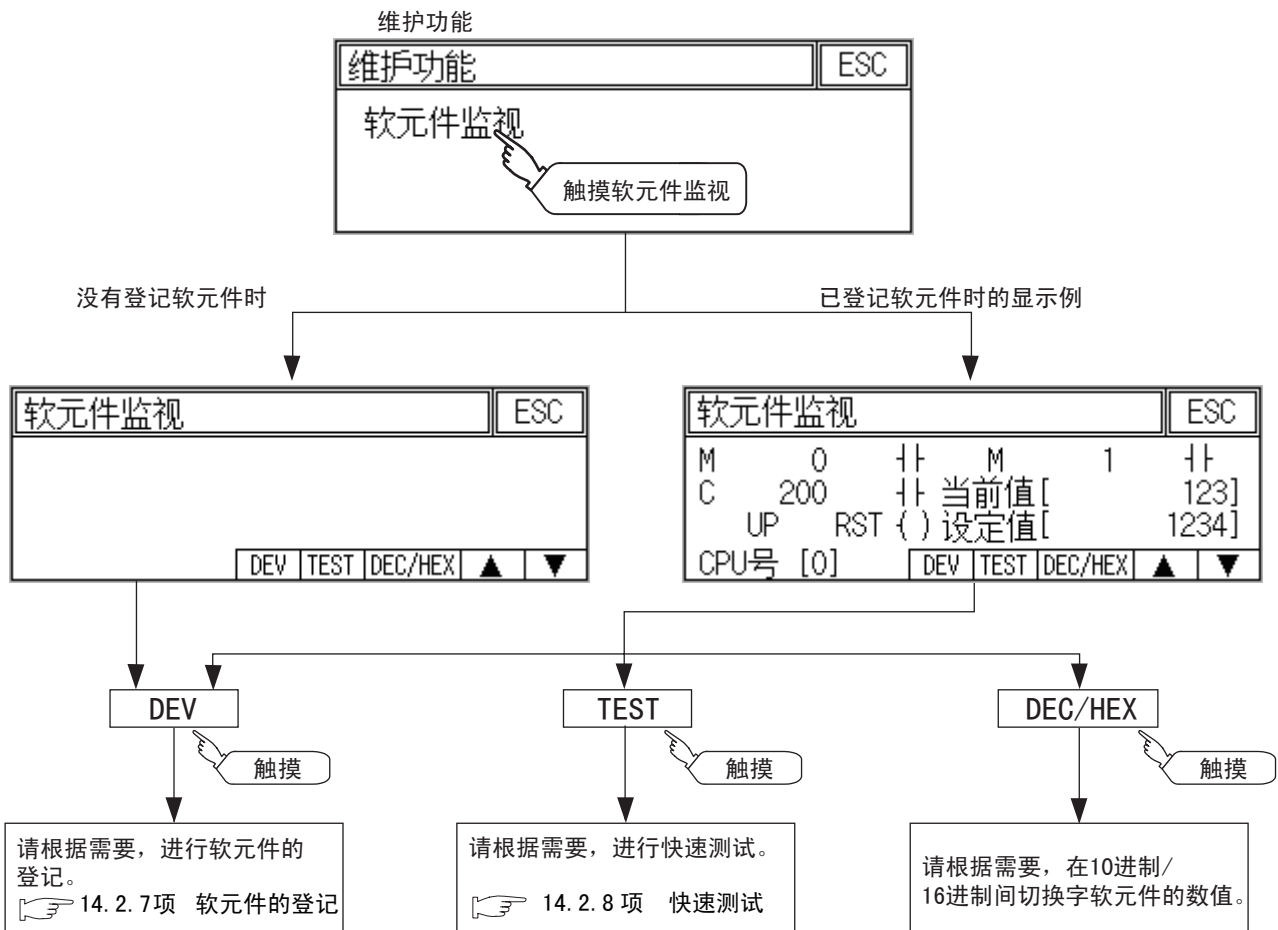 维护功能
维护功能 ESC
软元件监视
触摸软元件监视
没有登记软元件时
已登记软元件时的显示例
软元件监视 ESC
DEV TEST DEC/HEX ▲ ▼
软元件监视 ESC
M 0 ┤├ M 1 ┤├
C 200 ┤├ 当前值[ 123]
UP RST ( ) 设定值[ 1234]
CPU号 [0] DEV TEST DEC/HEX ▲ ▼
DEV
触摸
TEST
触摸
DEC/HEX
触摸
请根据需要，进行软元件的
登记。
14.2.7项 软元件的登记
请根据需要，进行快速测试。
14.2.8 项 快速测试
请根据需要，在10进制/
16进制间切换字软元件的数值。